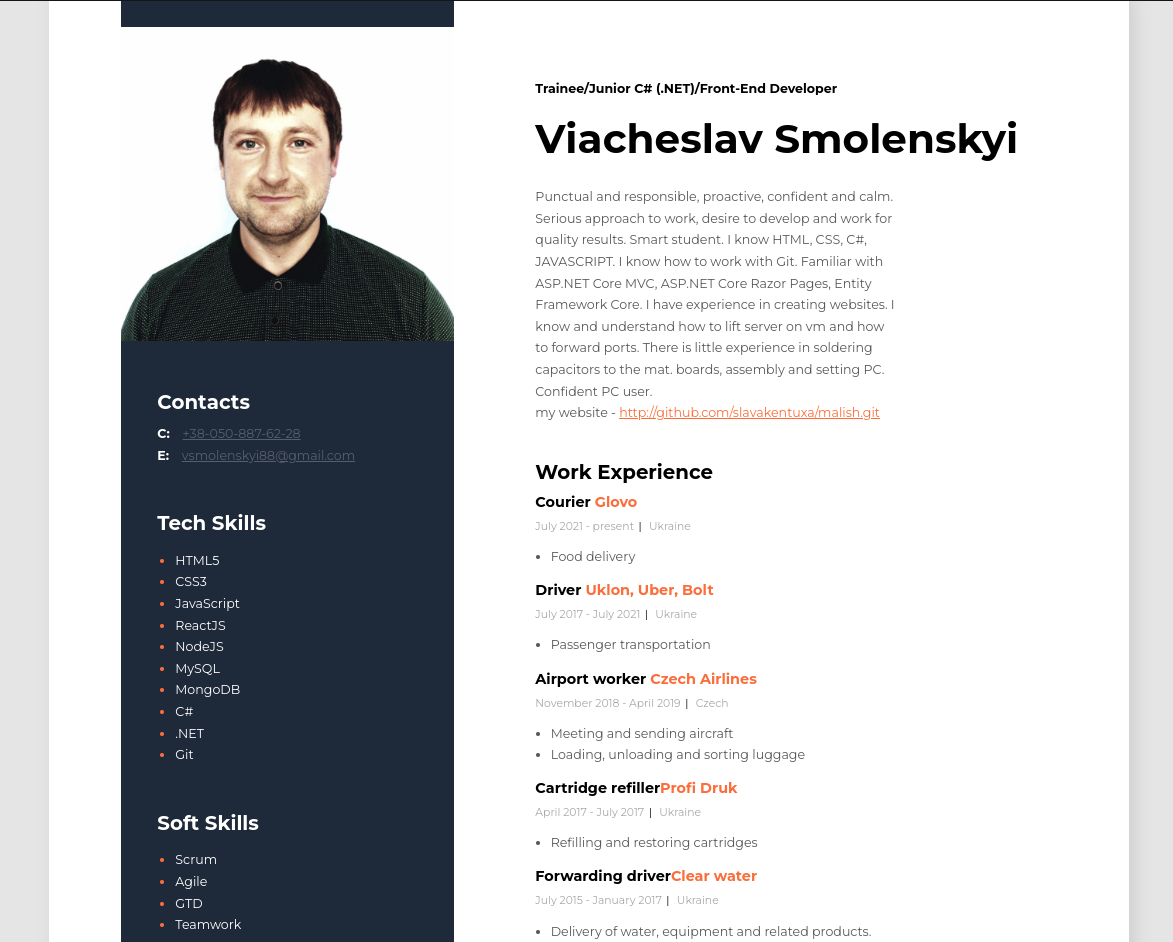 Contacts
C: +38-050-887-62-28
E: vsmolenskyi88@gmail.com
Tech Skills
HTML5
CSS3
JavaScript
ReactJS
NodeJS
MySQL
MongoDB
C#
.NET
Git
Soft Skills
Scrum
Agile
GTD
Teamwork
Trainee/Junior C# (.NET)/Front-End Developer
Viacheslav Smolenskyi
Punctual and responsible, proactive, confident and calm.
Serious approach to work, desire to develop and work for
quality results. Smart student. I know HTML, CSS, C#,
JAVASCRIPT. I know how to work with Git. Familiar with
ASP.NET Core MVC, ASP.NET Core Razor Pages, Entity
Framework Core. I have experience in creating websites. I
know and understand how to lift server on vm and how
to forward ports. There is little experience in soldering
capacitors to the mat. boards, assembly and setting PC.
Confident PC user.
my website - http://github.com/slavakentuxa/malish.git
Work Experience
Courier Glovo
July 2021 - present | Ukraine
Food delivery
Driver Uklon, Uber, Bolt
July 2017 - July 2021 | Ukraine
Passenger transportation
Airport worker Czech Airlines
November 2018 - April 2019 | Czech
Meeting and sending aircraft
Loading, unloading and sorting luggage
Cartridge refillerProfi Druk
April 2017 - July 2017 | Ukraine
Refilling and restoring cartridges
Forwarding driverClear water
July 2015 - January 2017 | Ukraine
Delivery of water, equipment and related products.